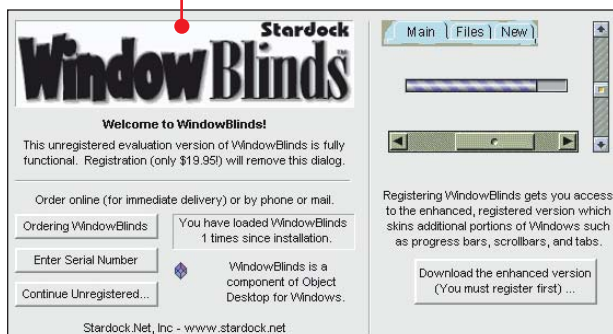 Stardock
WindowBlinds™
Welcome to WindowBlinds!
This unregistered evaluation version of WindowBlinds is fully
functional. Registration (only $19.95!) will remove this dialog.
Order online (for immediate delivery) or by phone or mail.
Ordering WindowBlinds
You have loaded WindowBlinds
1 times since installation.
Enter Serial Number
WindowBlinds is a
component of Object
Desktop for Windows.
Continue Unregistered...
Stardock.Net, Inc - www.stardock.net
Main Files New
Registering WindowBlinds gets you access
to the enhanced, registered version which
skins additional portions of Windows such
as progress bars, scrollbars, and tabs.
Download the enhanced version
(You must register first) ...